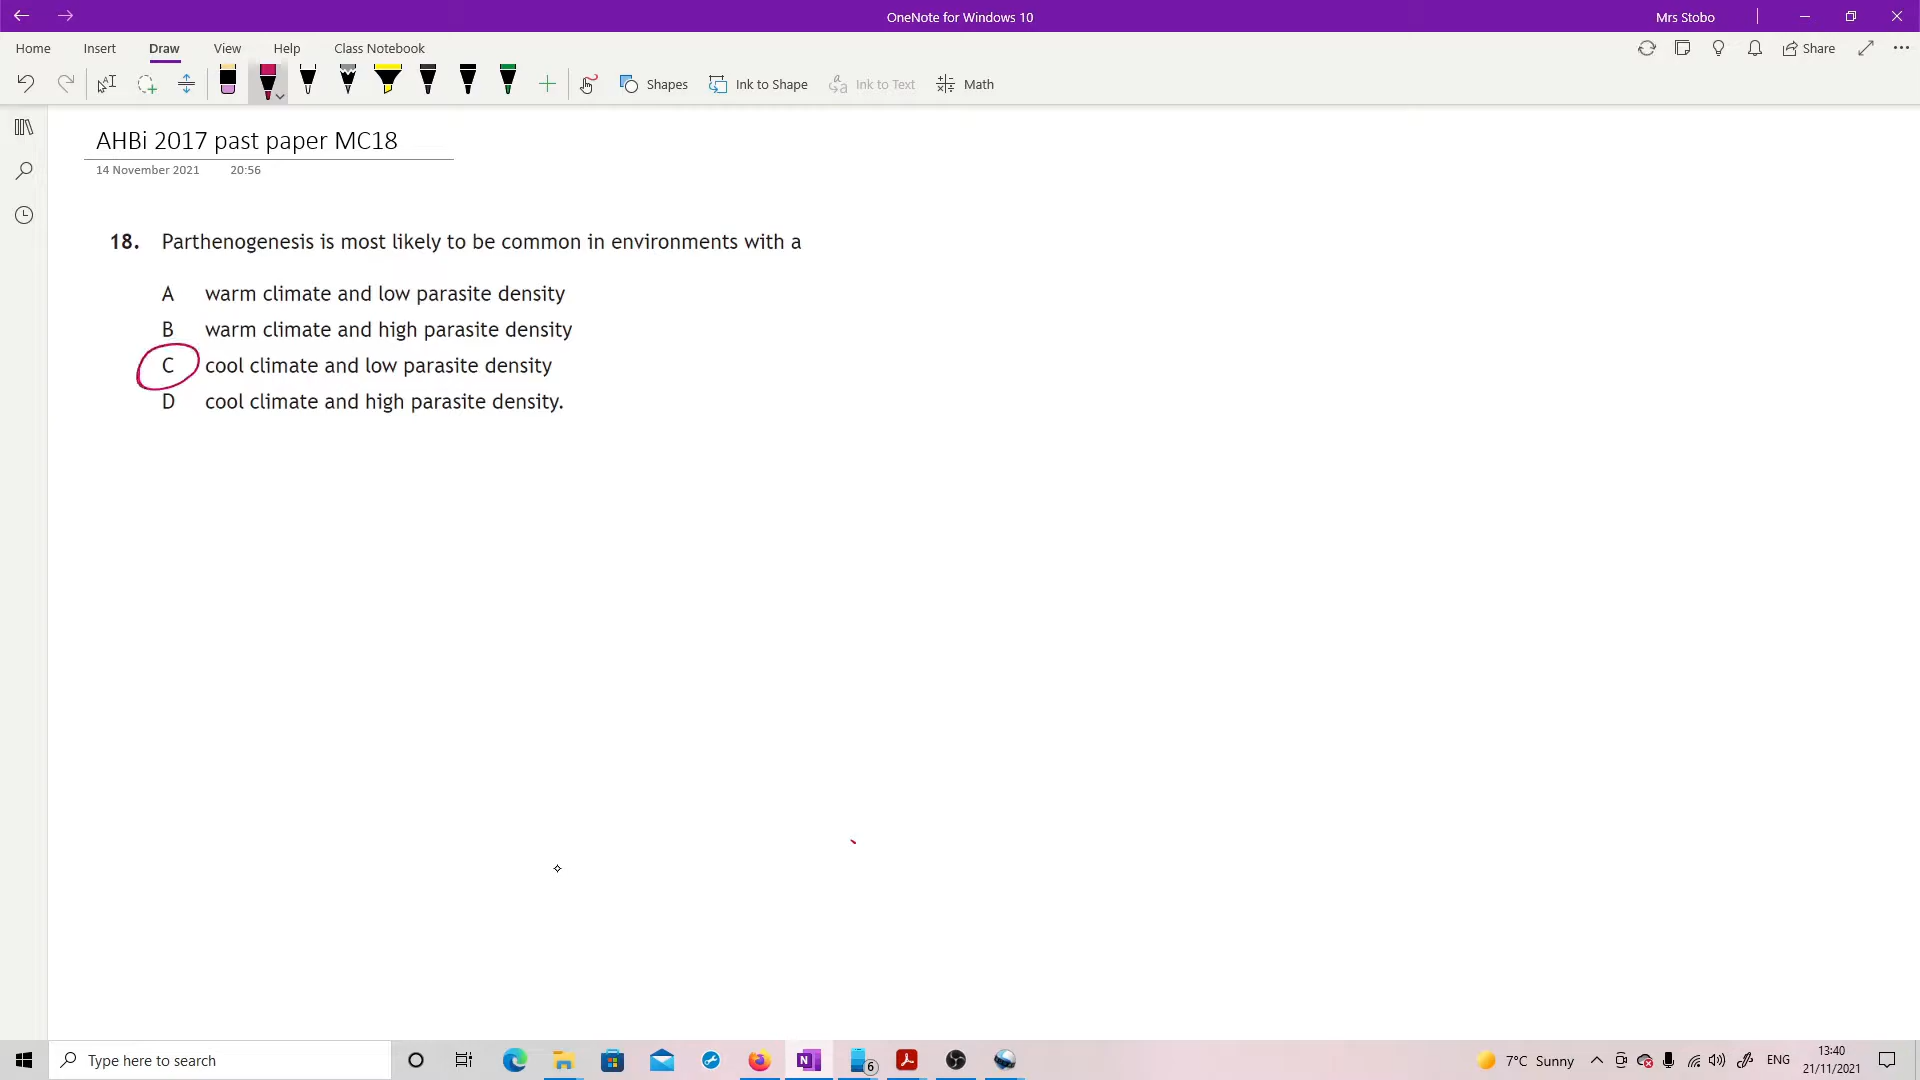 OneNote for Windows 10
Mrs Stobo
Home Insert Draw View Help Class Notebook
Share
Shapes Ink to Shape Ink to Text Math
AHBi 2017 past paper MC18
14 November 2021 20:56
18. Parthenogenesis is most likely to be common in environments with a
A warm climate and low parasite density
B warm climate and high parasite density
C cool climate and low parasite density
D cool climate and high parasite density.
Type here to search
6
7°C Sunny
ENG
13:40
21/11/2021